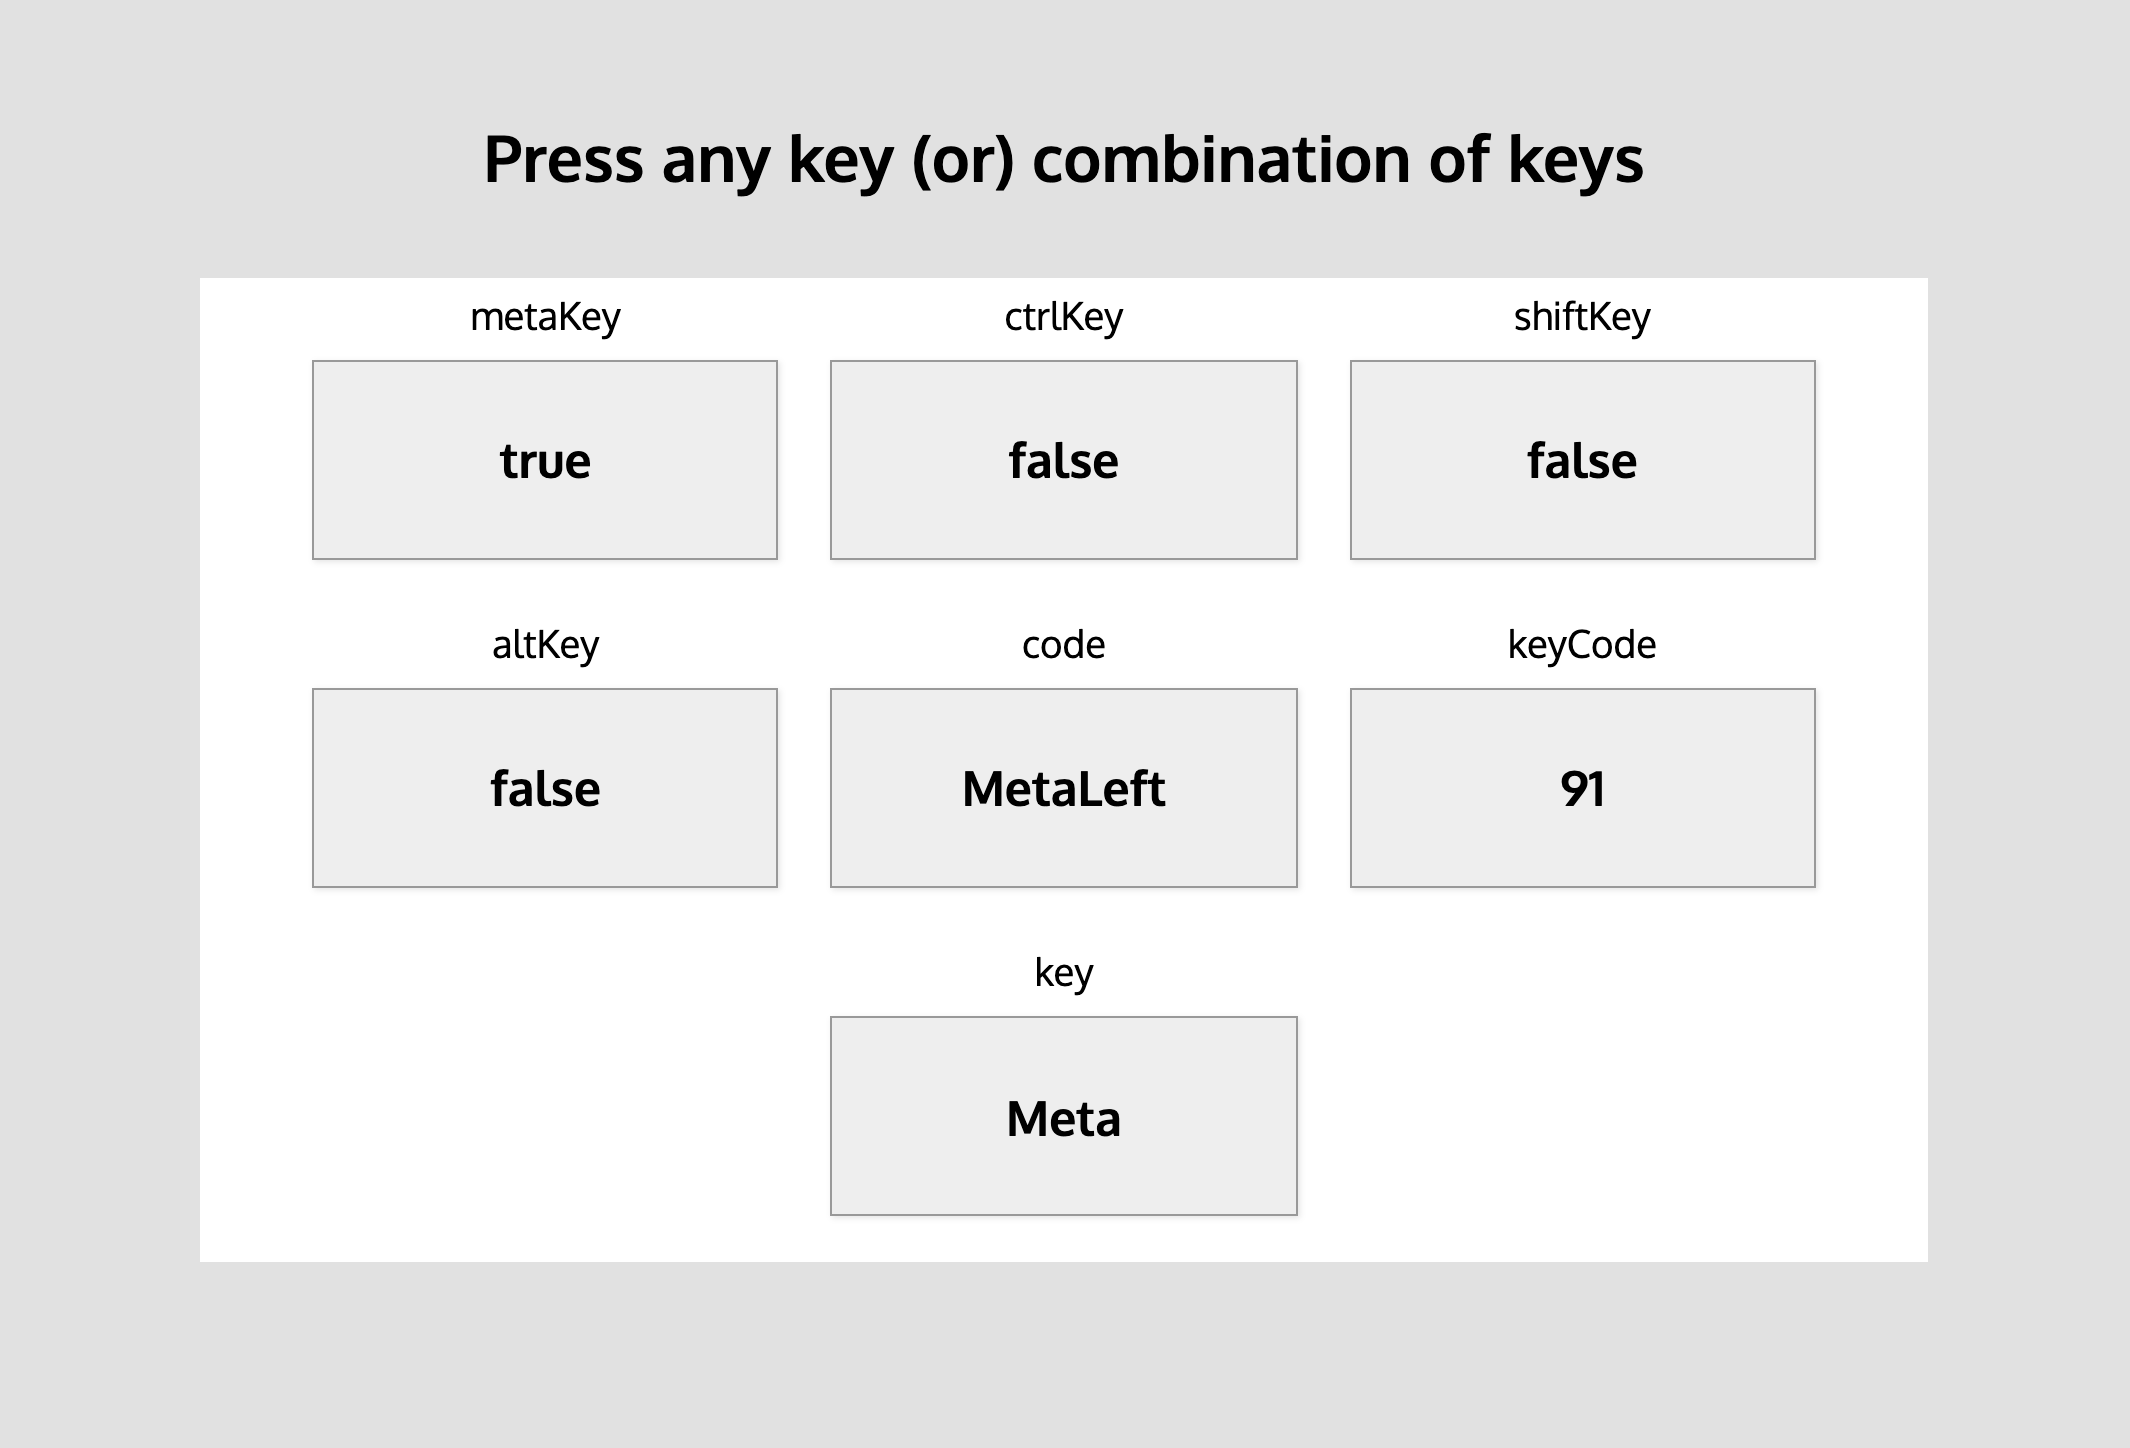 Press any key (or) combination of keys
metaKey
ctrlKey
shiftKey
true
false
false
altKey
code
keyCode
false
MetaLeft
91
key
Meta